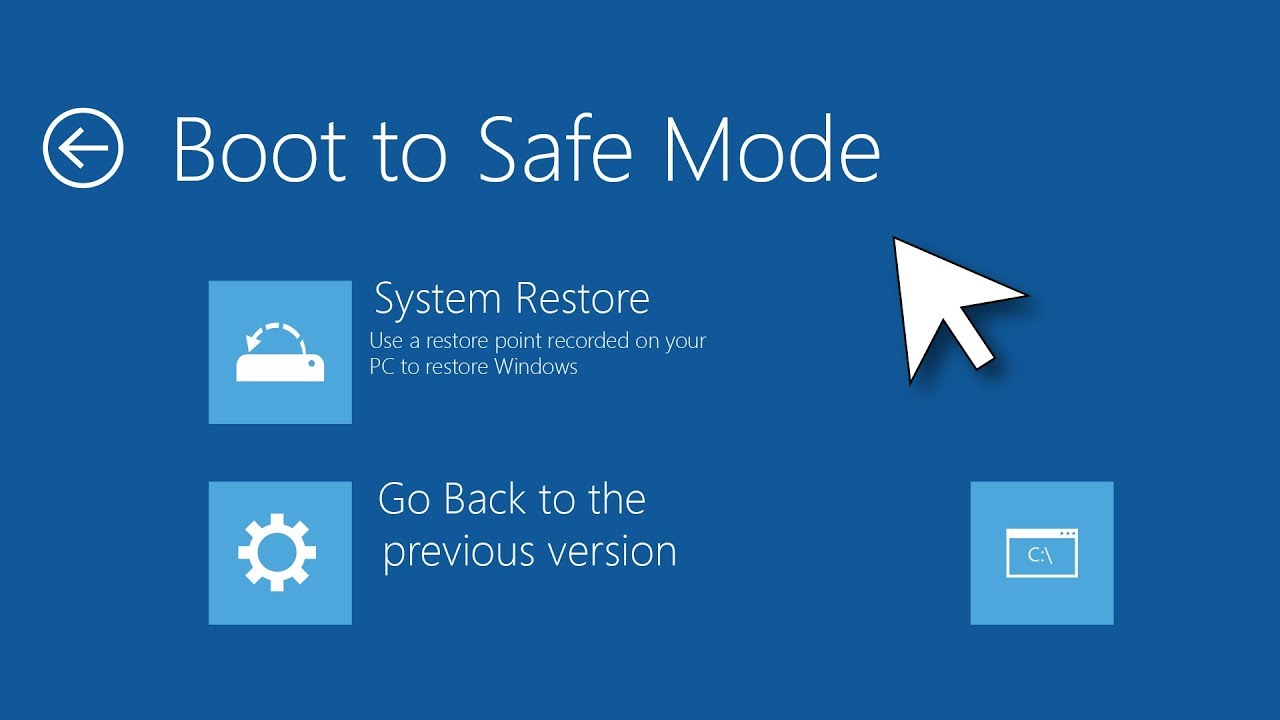 Boot to Safe Mode
System Restore
Use a restore point recorded on your
PC to restore Windows
Go Back to the
previous version
C:\